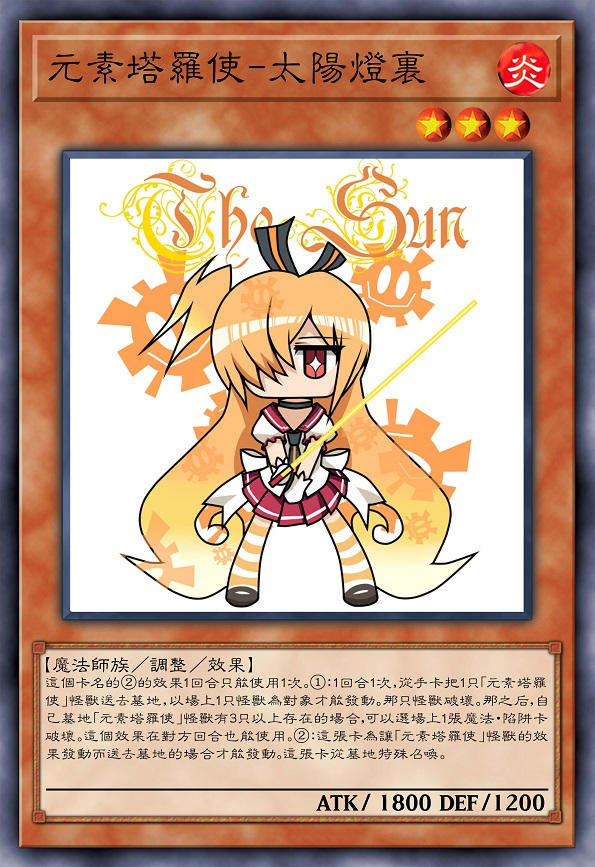 元素塔羅使-太陽燈裏
炎
The Sun
【魔法師族／調整／效果】
這個卡名的②的效果1回合只能使用1次。①:1回合1次,從手卡把1只「元素塔羅
使」怪獸送去墓地,以場上1只怪獸為對象才能發動。那只怪獸破壞。那之后,自
己墓地「元素塔羅使」怪獸有3只以上存在的場合,可以選場上1張魔法·陷阱卡
破壞。這個效果在對方回合也能使用。②:這張卡為讓「元素塔羅使」怪獸的效
果發動而送去墓地的場合才能發動。這張卡從墓地特殊召喚。
ATK/ 1800 DEF/1200